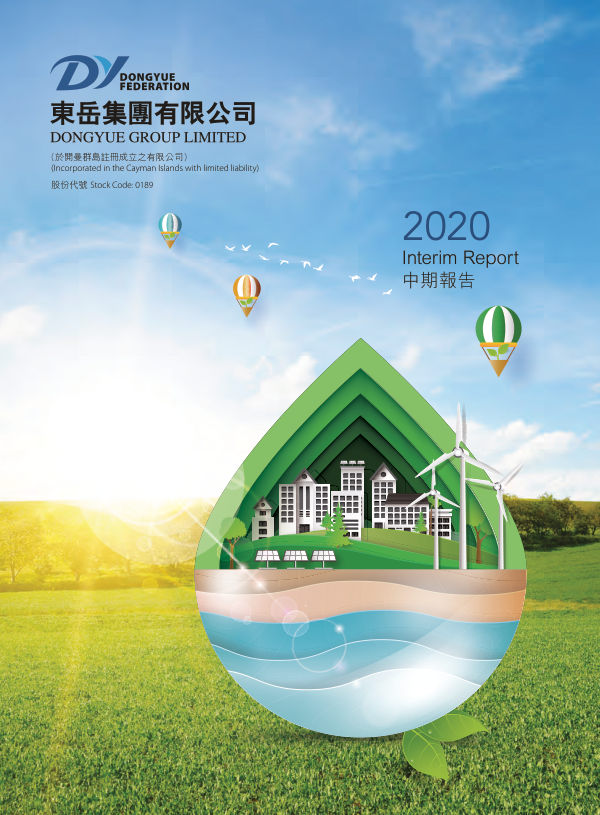 DY DONGYUE
FEDERATION
東岳集團有限公司
DONGYUE GROUP LIMITED
(於開曼群島註冊成立之有限公司)
(Incorporated in the Cayman Islands with limited liability)
股份代號 Stock Code: 0189
2020
Interim Report
中期報告